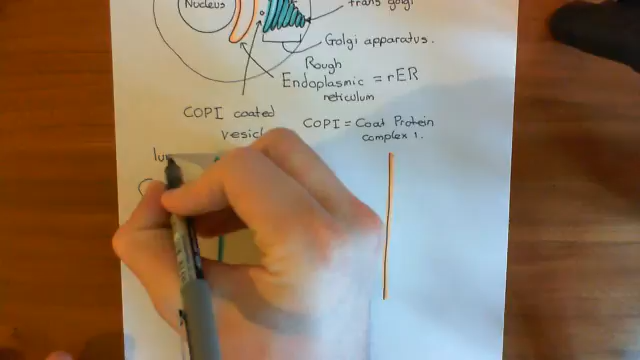 Nucleus
trans golgi
Golgi apparatus.
Rough
Endoplasmic = rER
reticulum
COPI coated
COPI = Coat Protein
complex 1.